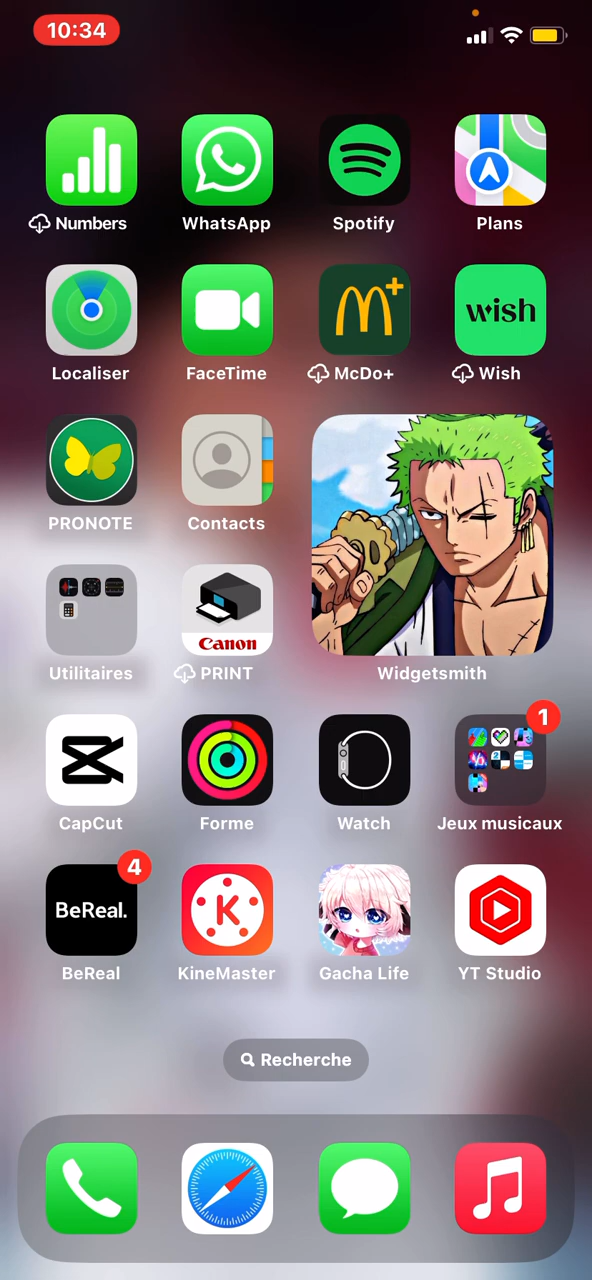 10:34
Numbers
WhatsApp
Spotify
Plans
wish
Localiser
FaceTime
McDo+
Wish
PRONOTE
Contacts
Canon
Utilitaires
PRINT
Widgetsmith
1
CapCut
Forme
Watch
Jeux musicaux
4
BeReal.
K
BeReal
KineMaster
Gacha Life
YT Studio
Recherche